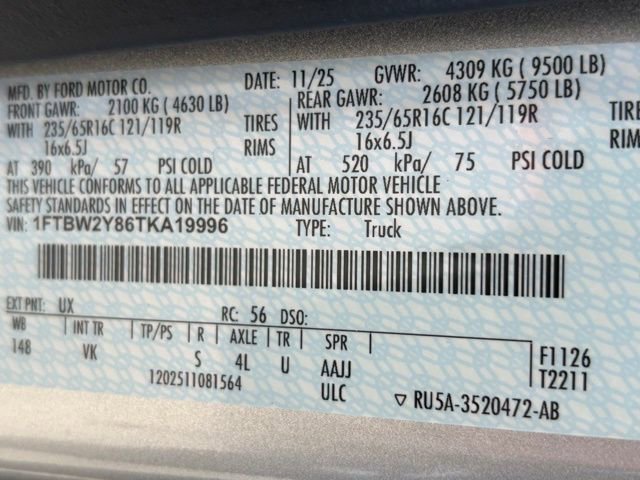 MFD. BY FORD MOTOR CO. DATE: 11/25 GVWR: 4309 KG (9500 LB)
FRONT GAWR: 2100 KG (4630 LB) REAR GAWR: 2608 KG (5750 LB)
WITH 235/65R16C 121/119R TIRES WITH 235/65R16C 121/119R TIRES
16x6.5J RIMS 16x6.5J RIM
AT 390 kPa/ 57 PSI COLD AT 520 kPa/ 75 PSI COLD
THIS VEHICLE CONFORMS TO ALL APPLICABLE FEDERAL MOTOR VEHICLE
SAFETY STANDARDS IN EFFECT ON THE DATE OF MANUFACTURE SHOWN ABOVE.
VIN: 1FTBW2Y86TKA19996 TYPE: Truck
EXT PNT: UX RC: 56 DSO:
WB INT TR TP/PS R AXLE TR SPR
148 VK S 4L U AAJJ F1126
1202511081564 ULC T2211
RU5A-3520472-AB